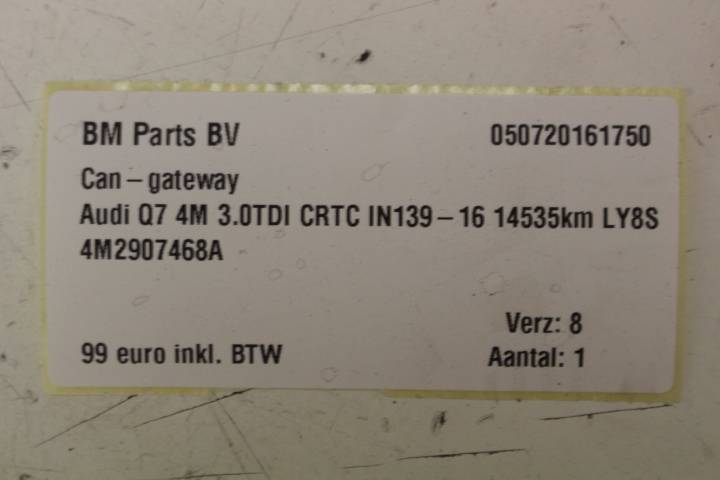 BM Parts BV 050720161750
Can – gateway
Audi Q7 4M 3.0TDI CRTC IN139 – 16 14535km LY8S
4M2907468A
Verz: 8
99 euro inkl. BTW Aantal: 1